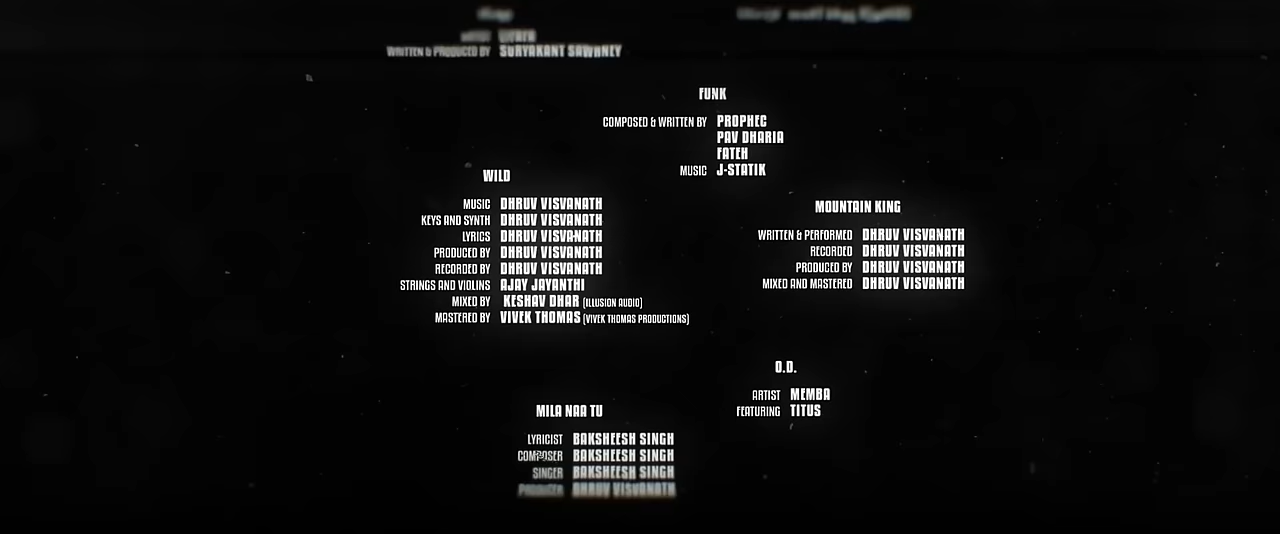 WRITTEN & PRODUCED BY SURYAKANT SAWHNEY
FUNK
COMPOSED & WRITTEN BY PROPHEC
PAV DHARIA
FATEH
MUSIC J-STATIK
WILD
MUSIC DHRUV VISVANATH
KEYS AND SYNTH DHRUV VISVANATH
LYRICS DHRUV VISVANATH
PRODUCED BY DHRUV VISVANATH
RECORDED BY DHRUV VISVANATH
STRINGS AND VIOLINS AJAY JAYANTHI
MIXED BY KESHAV DHAR (ILLUSION AUDIO)
MASTERED BY VIVEK THOMAS (VIVEK THOMAS PRODUCTIONS)
MOUNTAIN KING
WRITTEN & PERFORMED DHRUV VISVANATH
RECORDED DHRUV VISVANATH
PRODUCED BY DHRUV VISVANATH
MIXED AND MASTERED DHRUV VISVANATH
O.D.
ARTIST MEMBA
FEATURING TITUS
MILA NAA TU
LYRICIST BAKSHEESH SINGH
COMPOSER BAKSHEESH SINGH
SINGER BAKSHEESH SINGH
PRODUCER DHRUV VISVANATH